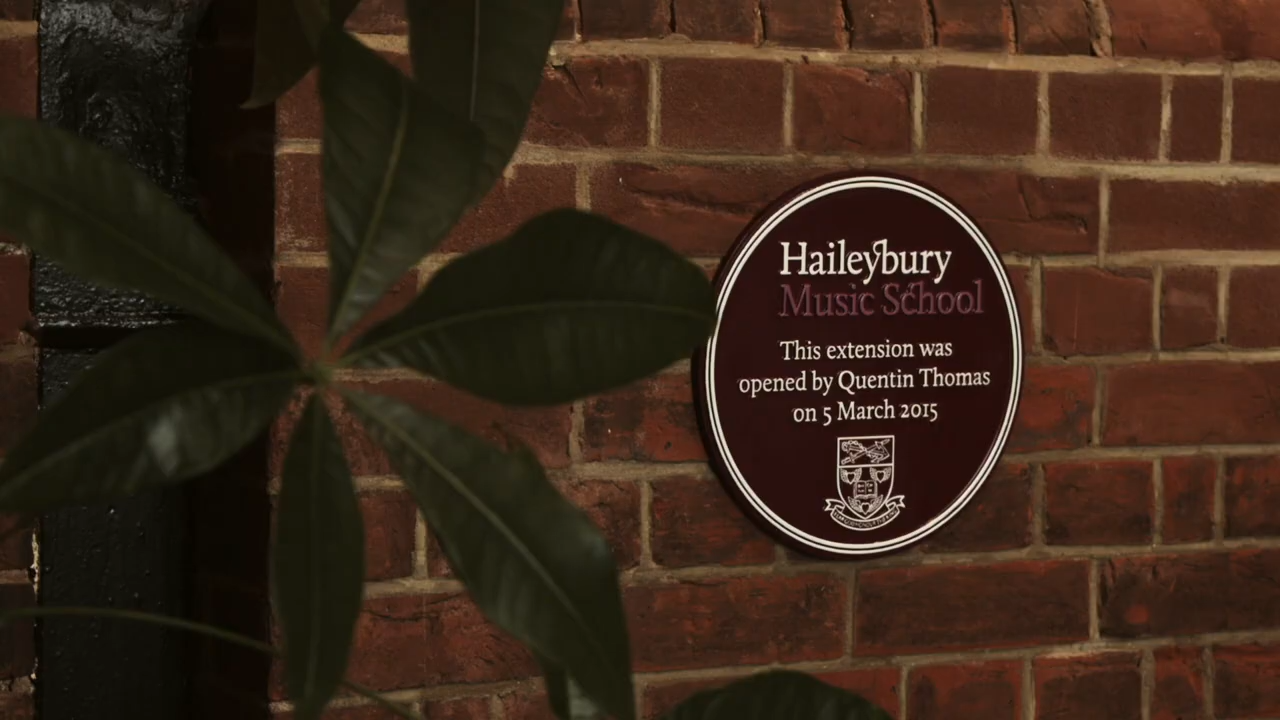 Haileybury
Music School
This extension was
opened by Quentin Thomas
on 5 March 2015